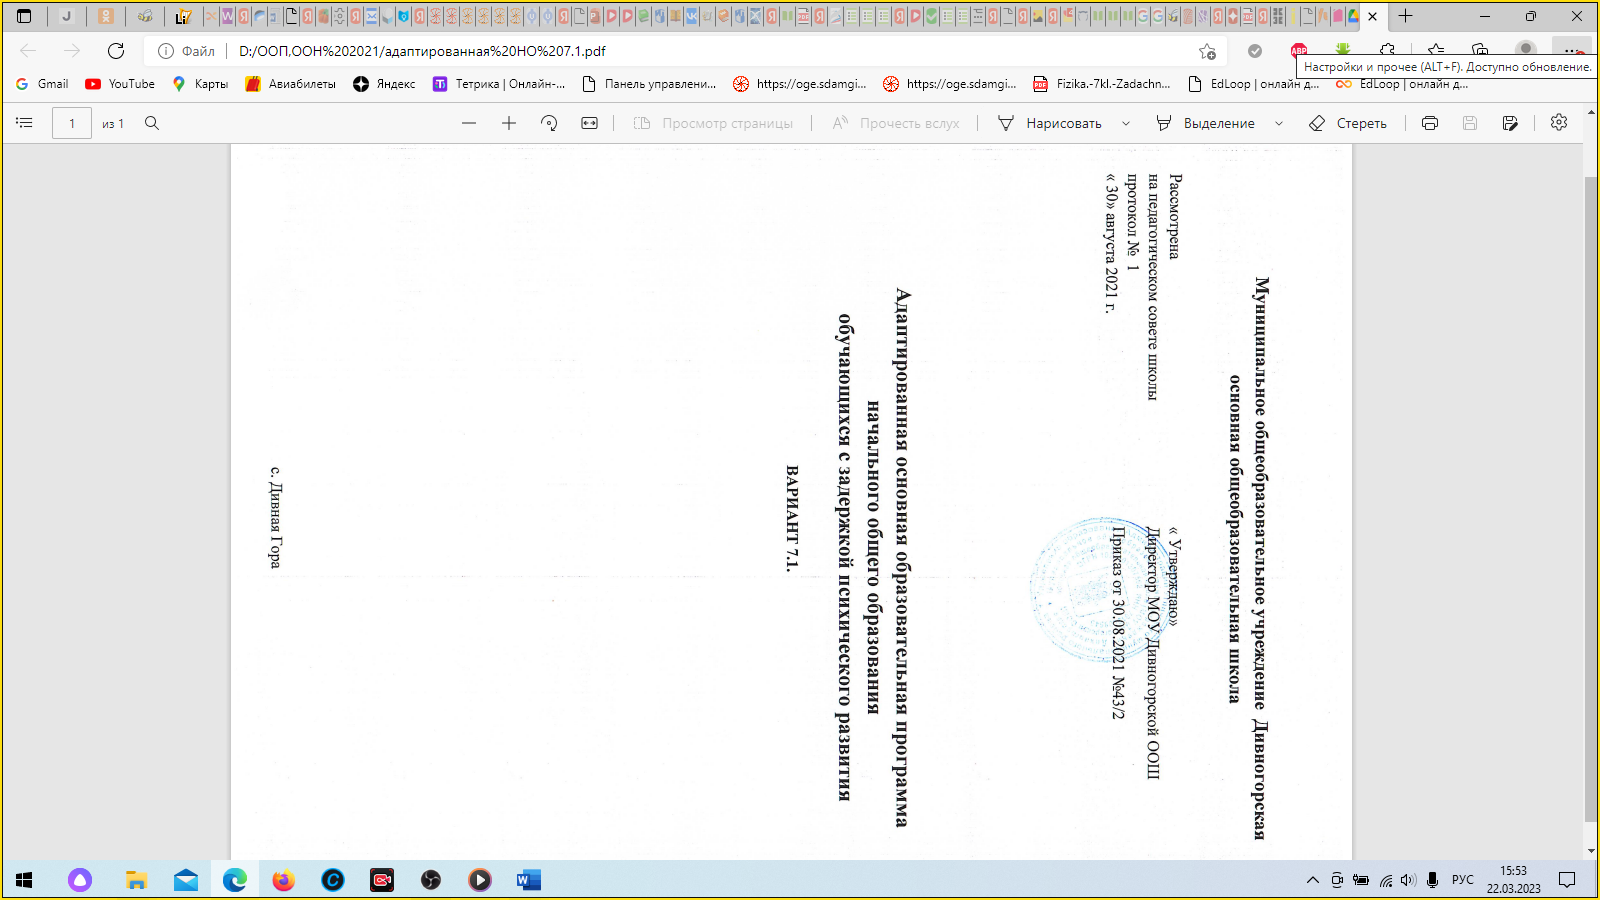 Файл
D:/ООП,ООН%202021/адаптированная%20НО%207.1.pdf
Настройки и прочее (ALT+F). Доступно обновление.
Gmail
YouTube
Карты
Авиабилеты
Яндекс
Тетрика | Онлайн-...
Панель управлени...
https://oge.sdamgi...
https://oge.sdamgi...
Fizika.-7kl.-Zadachn...
EdLoop | онлайн д...
EdLoop | онлайн д...
1
из 1
Просмотр страницы
Прочесть вслух
Нарисовать
Выделение
Стереть
Муниципальное общеобразовательное учреждение Дивногорская
основная общеобразовательная школа
Рассмотрена
на педагогическом совете школы
протокол № 1
« 30» августа 2021 г.
« Утверждаю»
Директор МОУ Дивногорской ООШ
Приказ от 30.08.2021 №43/2
Адаптированная основная образовательная программа
начального общего образования
обучающихся с задержкой психического развития
ВАРИАНТ 7.1.
с. Дивная Гора
РУС
15:53
22.03.2023